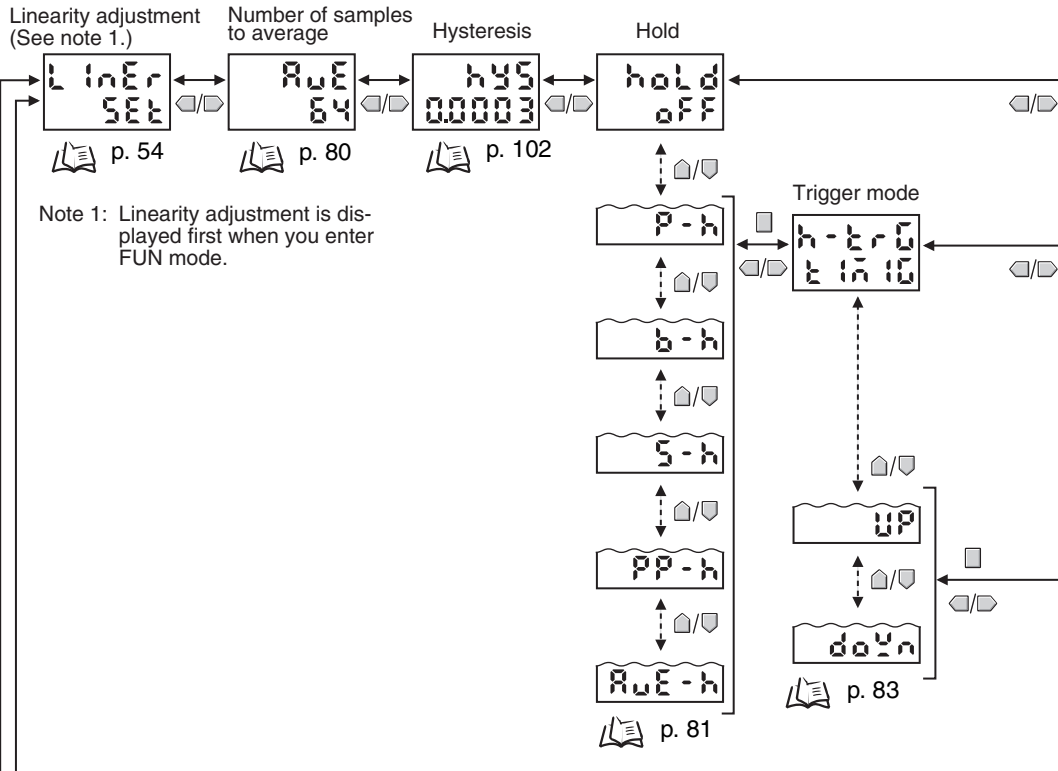 Linearity adjustment
(See note 1.)
Number of samples
to average
Hysteresis
Hold
LInEr
SEt
AvE
64
hYS
0.0003
hoLd
oFF
/
/
/
/
p. 54
p. 80
p. 102
/
Note 1: Linearity adjustment is dis-
played first when you enter
FUN mode.
Trigger mode
P-h
h-trG
tImIG
/
/
/
b-h
/
S-h
/
/
UP
PP-h
/
/
/
down
AvE-h
p. 83
p. 81